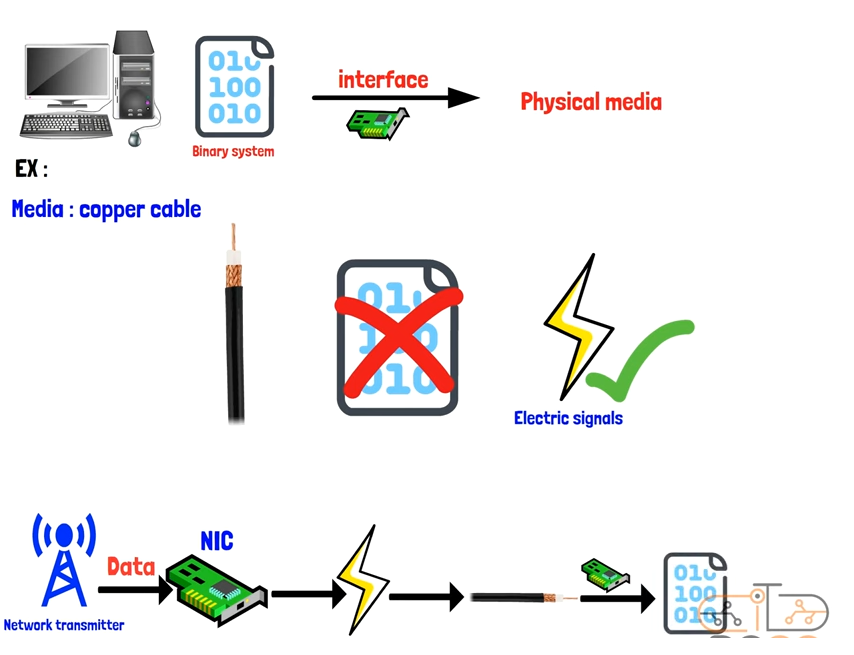 010
100
010
interface
Physical media
Binary system
EX :
Media : copper cable
010
100
010
Electric signals
NIC
Data
Network transmitter
010
100
010